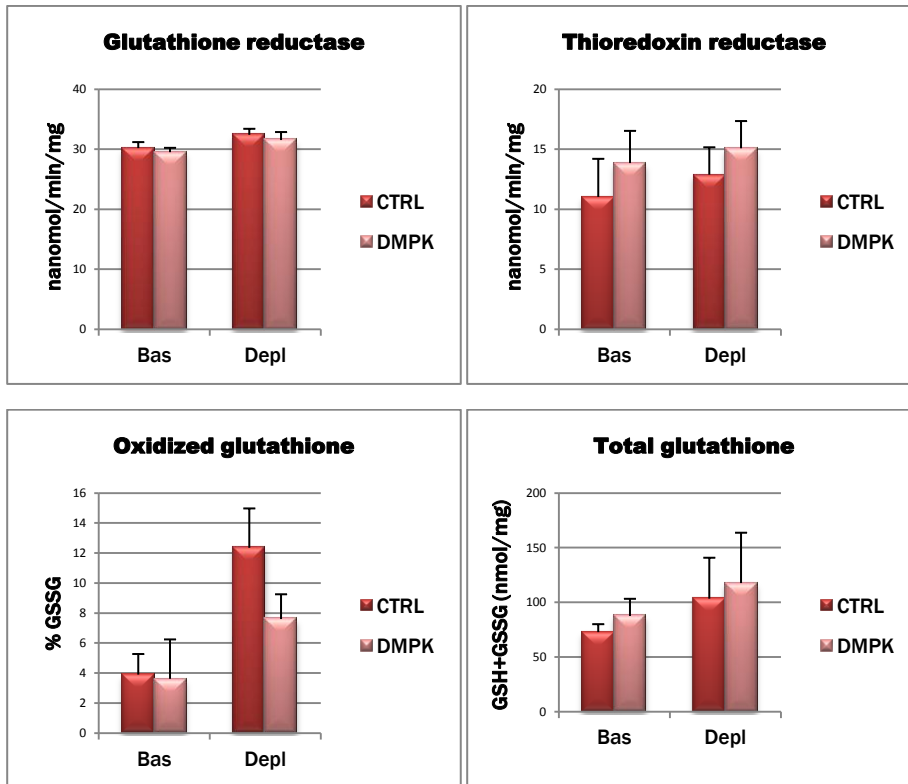 Glutathione reductase
nanomol/min/mg
40
30
20
10
0
Bas Depl
CTRL
DMPK
Thioredoxin reductase
nanomol/min/mg
20
15
10
5
0
Bas Depl
CTRL
DMPK
Oxidized glutathione
% GSSG
16
14
12
10
8
6
4
2
0
Bas Depl
CTRL
DMPK
Total glutathione
GSH+GSSG (nmol/mg)
200
150
100
50
0
Bas Depl
CTRL
DMPK